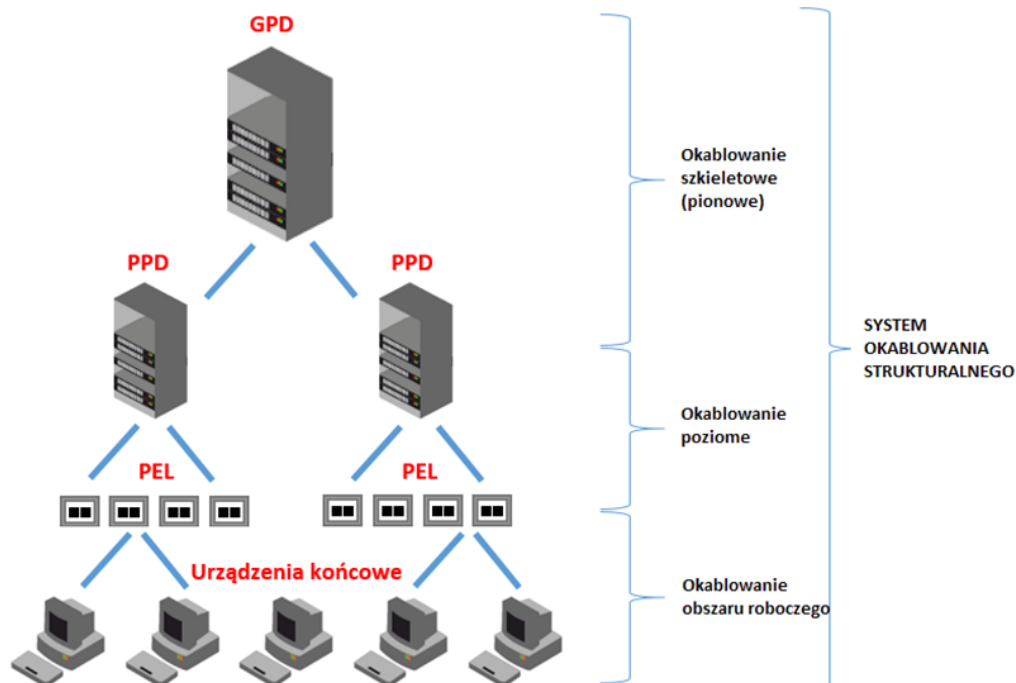 GPD
Okablowanie
szkieletowe
(pionowe)
PPD
PPD
SYSTEM
OKABLOWANIA
STRUKTURALNEGO
Okablowanie
poziome
PEL
PEL
Urządzenia końcowe
Okablowanie
obszaru roboczego